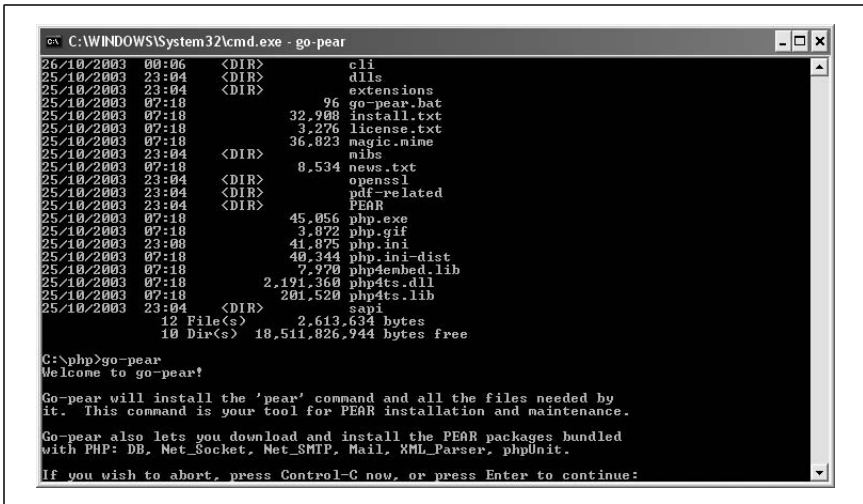 C:\WINDOWS\System32\cmd.exe - go-pear
26/10/2003  00:06    <DIR>          cli
25/10/2003  23:04    <DIR>          dlls
25/10/2003  23:04    <DIR>          extensions
25/10/2003  07:18                96 go-pear.bat
25/10/2003  07:18            32,908 install.txt
25/10/2003  07:18             3,276 license.txt
25/10/2003  07:18            36,823 magic.mime
25/10/2003  23:04    <DIR>          mibs
25/10/2003  07:18             8,534 news.txt
25/10/2003  23:04    <DIR>          openssl
25/10/2003  23:04    <DIR>          pdf-related
25/10/2003  23:04    <DIR>          PEAR
25/10/2003  07:18            45,056 php.exe
25/10/2003  07:18             3,872 php.gif
25/10/2003  23:08            41,875 php.ini
25/10/2003  07:18            40,344 php.ini-dist
25/10/2003  07:18             7,970 php4embed.lib
25/10/2003  07:18         2,191,360 php4ts.dll
25/10/2003  07:18           201,520 php4ts.lib
25/10/2003  23:04    <DIR>          sapi
12 File(s)      2,613,634 bytes
10 Dir(s)  18,511,826,944 bytes free
C:\php>go-pear
Welcome to go-pear!
Go-pear will install the 'pear' command and all the files needed by
it.  This command is your tool for PEAR installation and maintenance.
Go-pear also lets you download and install the PEAR packages bundled
with PHP: DB, Net_Socket, Net_SMTP, Mail, XML_Parser, phpUnit.
If you wish to abort, press Control-C now, or press Enter to continue: